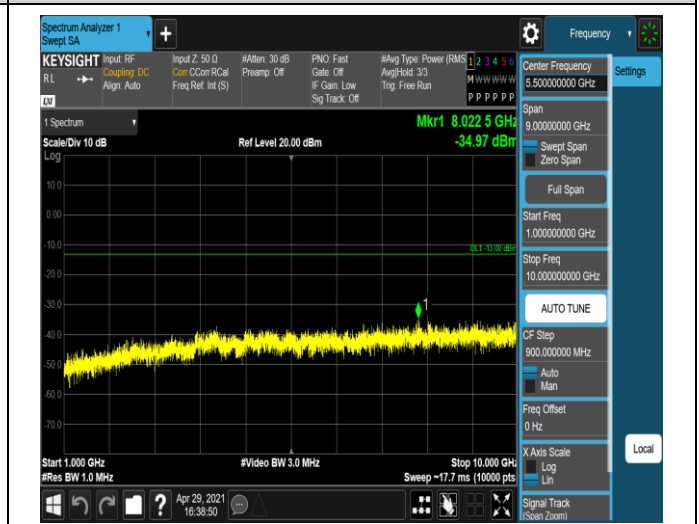 Spectrum Analyzer 1
Swept SA
Frequency
KEYSIGHT
RL
LXI
Input: RF
Coupling: DC
Align: Auto
Input Z: 50 Ω
Corr CCorr RCal
Freq Ref: Int (S)
#Atten: 30 dB
Preamp: Off
PNO: Fast
Gate: Off
IF Gain: Low
Sig Track: Off
#Avg Type: Power (RMS
Avg|Hold: 3/3
Trig: Free Run
1 2 3 4 5 6
M W W W W W
P P P P P P
1 Spectrum
Scale/Div 10 dB
Log
Ref Level 20.00 dBm
Mkr1 8.022 5 GHz
-34.97 dBm
10.0
0.00
-10.0
-20.0
-30.0
-40.0
-50.0
-60.0
-70.0
DL1 -13.00 dBm
1
Start 1.000 GHz
#Res BW 1.0 MHz
#Video BW 3.0 MHz
Stop 10.000 GHz
Sweep ~17.7 ms (10000 pts
?
Apr 29, 2021
16:38:50
Center Frequency
5.500000000 GHz
Span
9.00000000 GHz
Swept Span
Zero Span
Full Span
Start Freq
1.000000000 GHz
Stop Freq
10.000000000 GHz
AUTO TUNE
CF Step
900.000000 MHz
Auto
Man
Freq Offset
0 Hz
X Axis Scale
Log
Lin
Signal Track
(Span Zoom)
Settings
Local